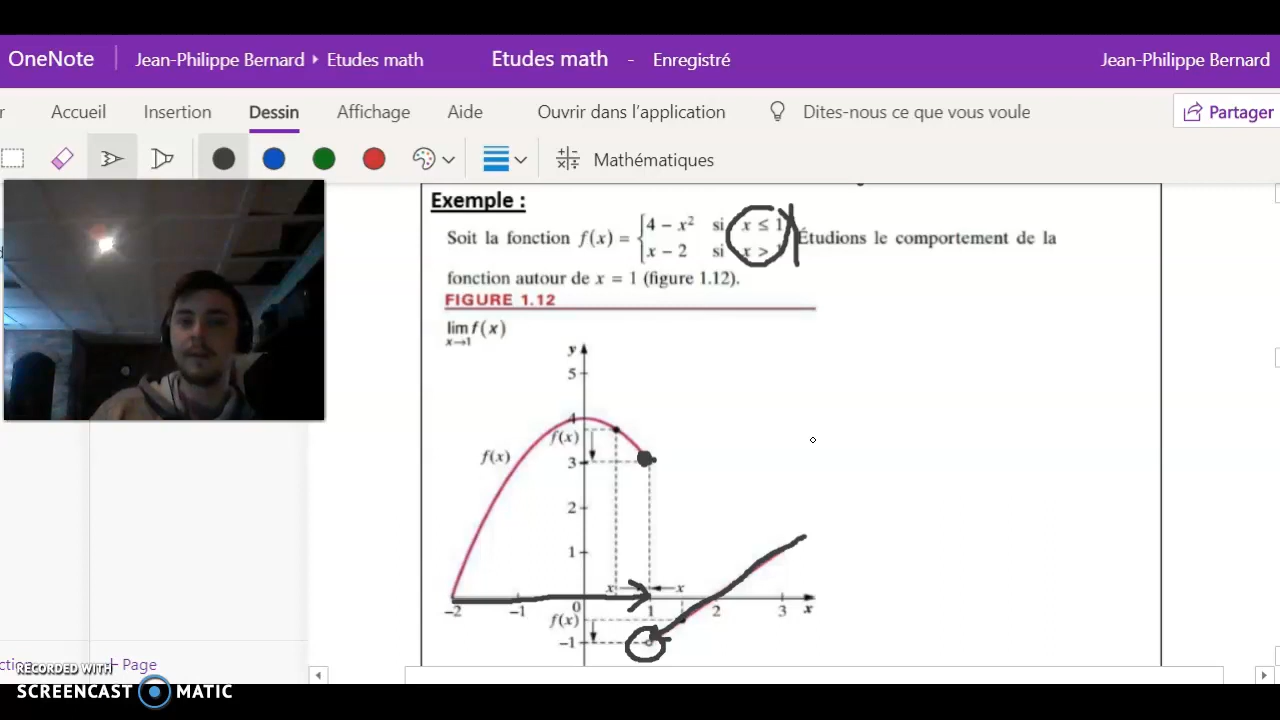 OneNote Jean-Philippe Bernard Etudes math Etudes math - Enregistré Jean-Philippe Bernard
Accueil Insertion Dessin Affichage Aide Ouvrir dans l'application Dites-nous ce que vous voule Partager
Mathématiques
Exemple :
Soit la fonction f(x) = { 4 − x² si x ≤ 1
x − 2 si x >
Étudions le comportement de la
fonction autour de x = 1 (figure 1.12).
FIGURE 1.12
lim f(x)
x→1
y
5
4
f(x)
f(x)
3
2
1
x x
-2 -1 0 1 2 3 x
f(x)
-1
+ Page
RECORDED WITH
SCREENCAST MATIC